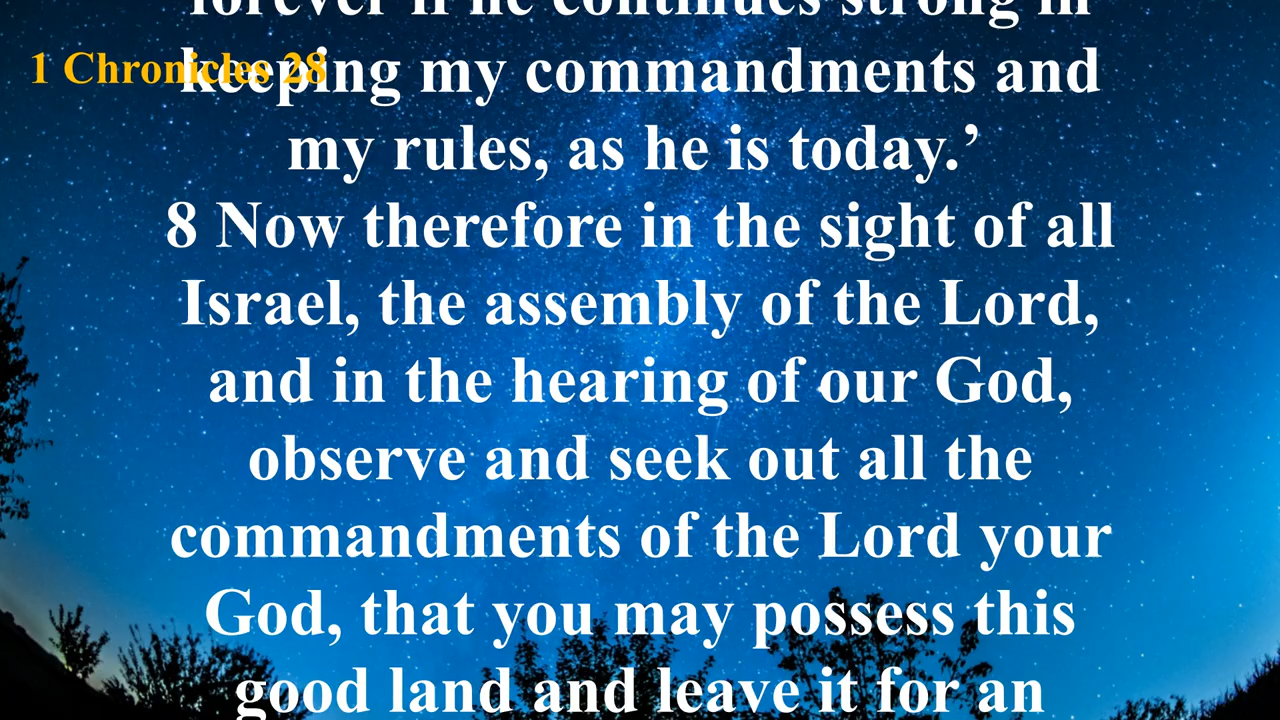 forever if he continues strong in
1 Chronicles 28
keeping my commandments and
my rules, as he is today.’
8 Now therefore in the sight of all
Israel, the assembly of the Lord,
and in the hearing of our God,
observe and seek out all the
commandments of the Lord your
God, that you may possess this
good land and leave it for an